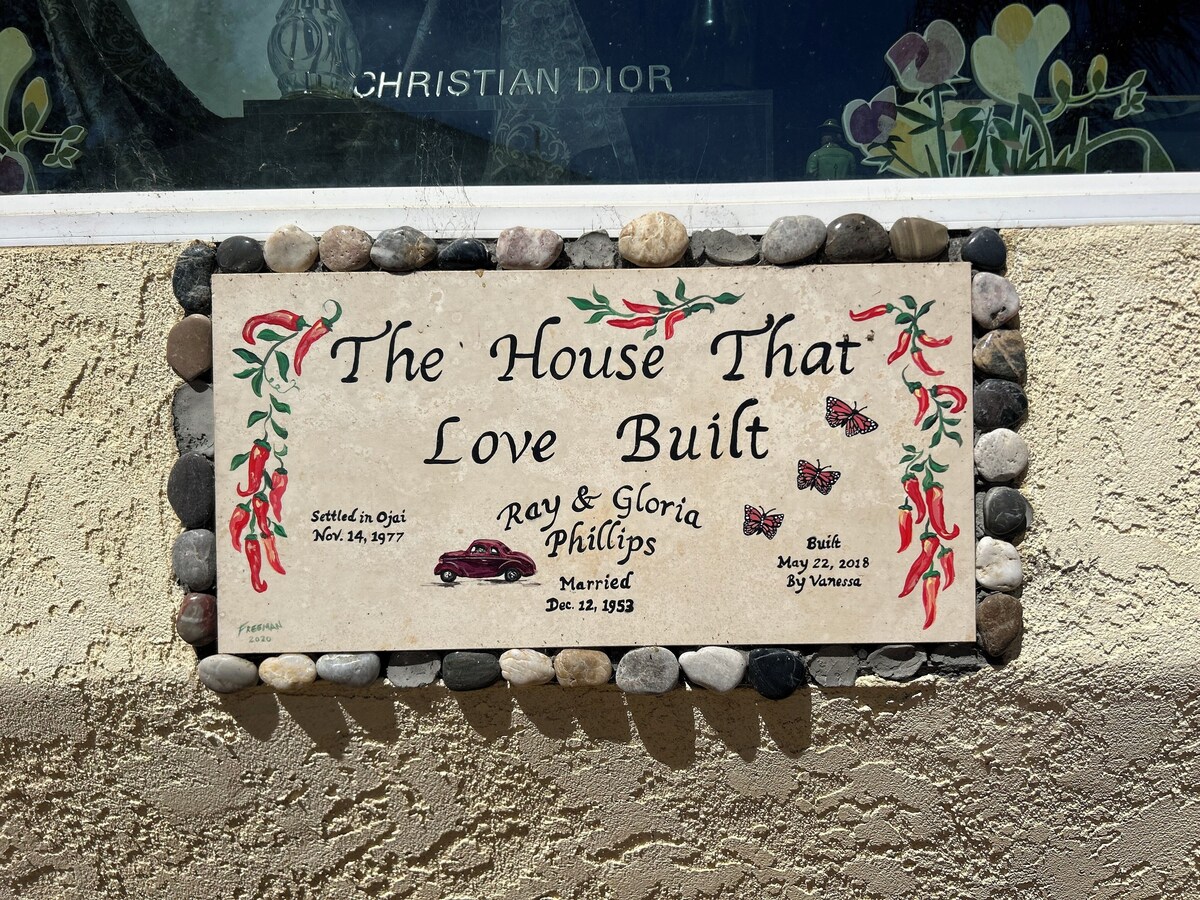 CHRISTIAN DIOR
The House That
Love Built
Ray & Gloria
Phillips
Married
Dec. 12, 1953
Settled in Ojai
Nov. 14, 1977
Built
May 22, 2018
By Vanessa
FREEMAN
2020